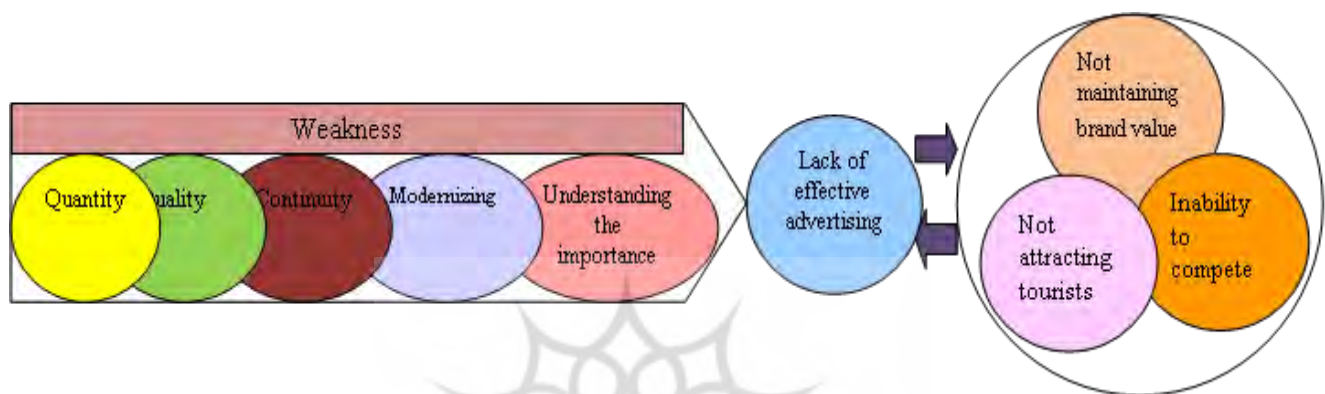 Weakness
Quantity
uality
Continuity
Modernizing
Understanding
the
importance
Lack of
effective
advertising
Not
maintaining
brand value
Not
attracting
tourists
Inability
to
compete